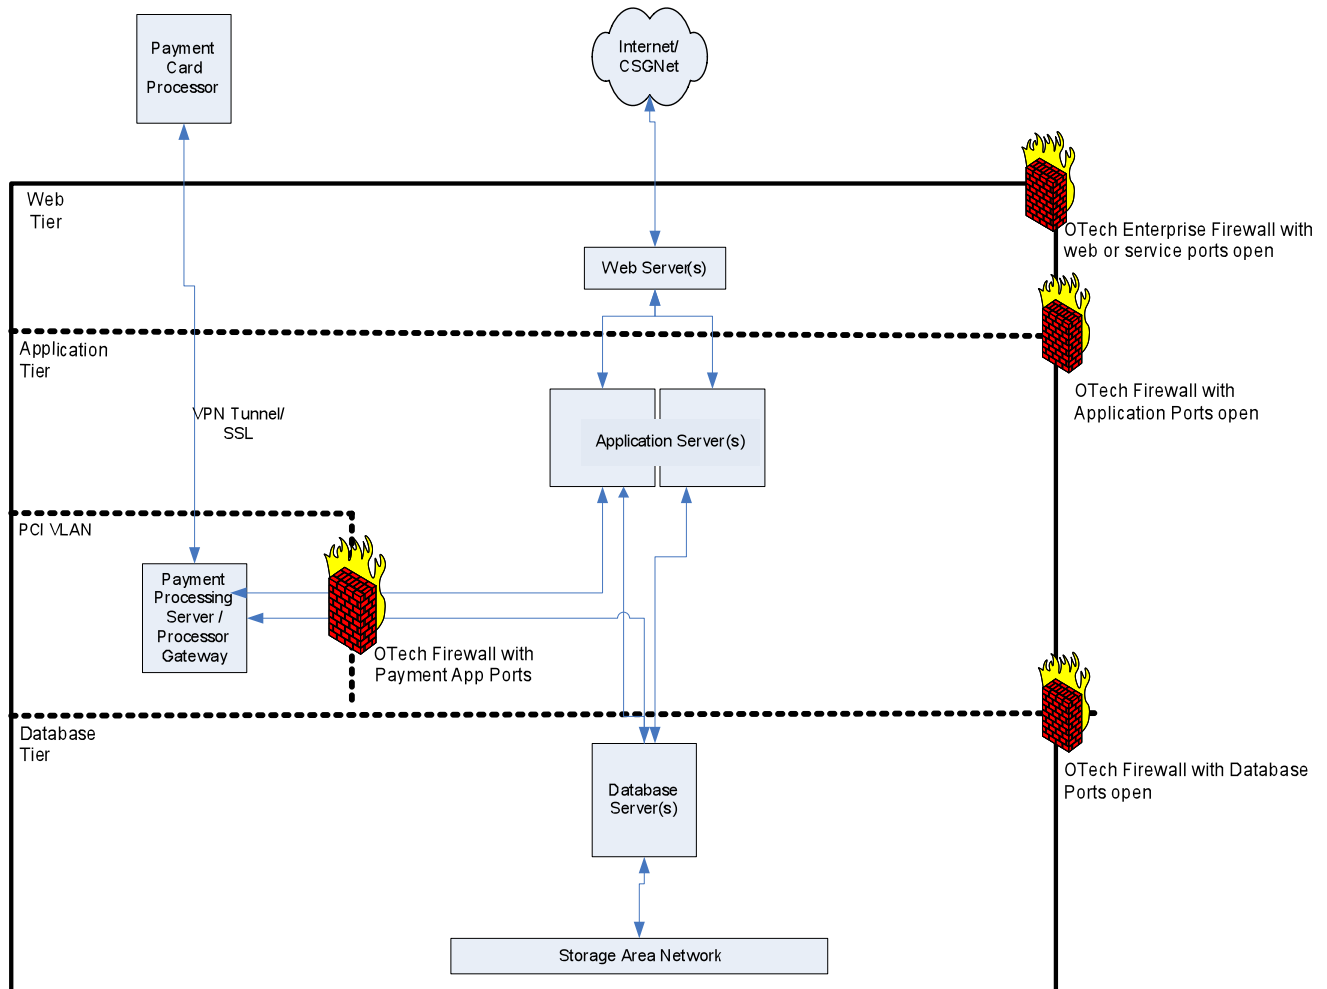 Payment
Card
Processor
Internet/
CSGNet
Web
Tier
OTech Enterprise Firewall with
web or service ports open
Web Server(s)
Application
Tier
OTech Firewall with
Application Ports open
VPN Tunnel/
SSL
Application Server(s)
PCI VLAN
Payment
Processing
Server /
Processor
Gateway
OTech Firewall with
Payment App Ports
Database
Tier
OTech Firewall with Database
Ports open
Database
Server(s)
Storage Area Network